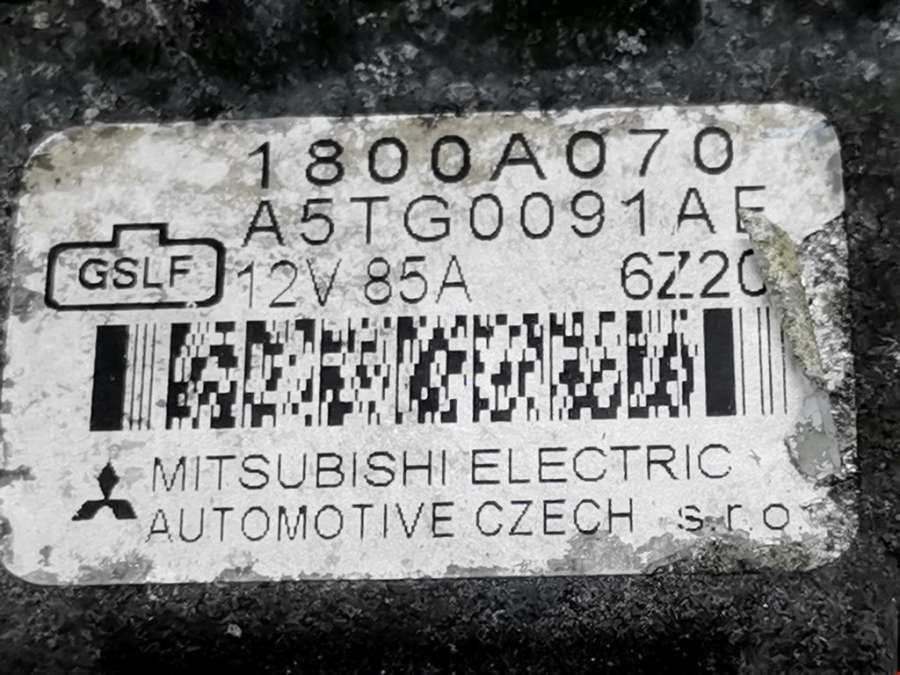 1800A070
A5TG0091AE
GSLF
12V 85A 6Z20
MITSUBISHI ELECTRIC
AUTOMOTIVE CZECH s.r.o.